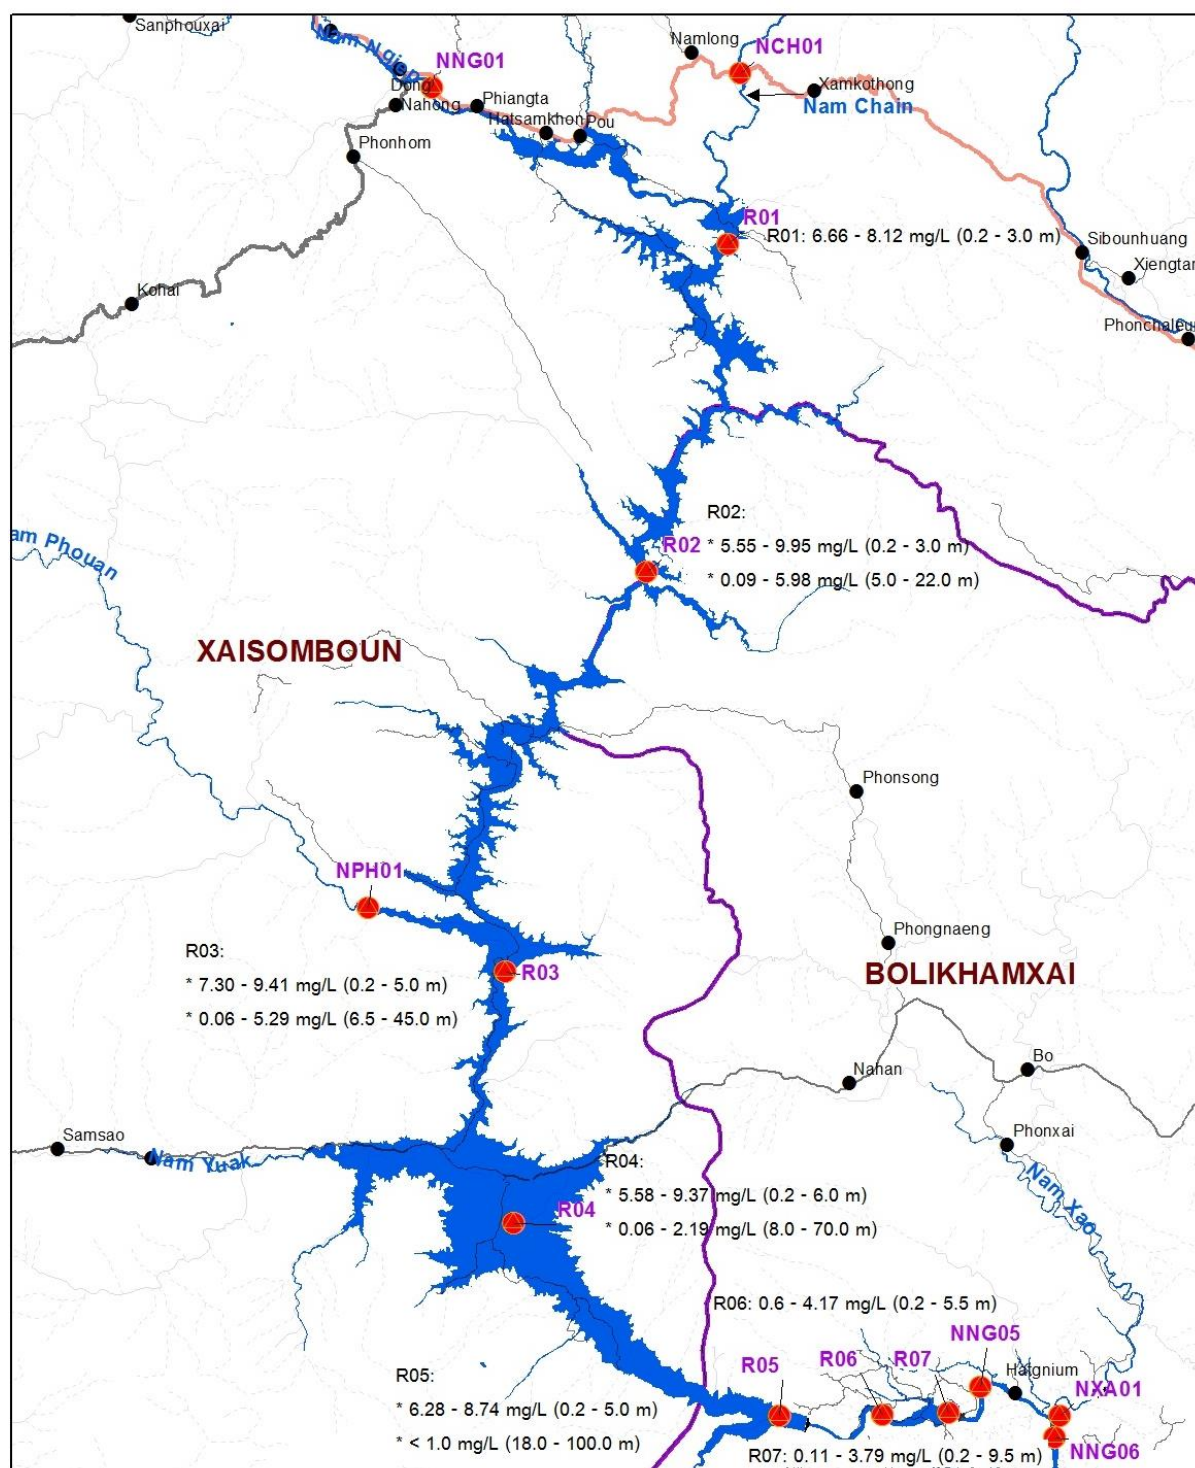 Sanphouxai
Nam Ngiep
NNG01
Namlong
NCH01
Dong
Nahong
Phiangta
Xamkothong
Nam Chain
Hatsamkhon
Pou
Phonhom
R01
R01: 6.66 - 8.12 mg/L (0.2 - 3.0 m)
Sibounhuang
Xiengtar
Kohai
Phonchaleun
R02:
* 5.55 - 9.95 mg/L (0.2 - 3.0 m)
* 0.09 - 5.98 mg/L (5.0 - 22.0 m)
R02
am Phouan
XAISOMBOUN
Phonsong
NPH01
Phongnaeng
R03:
* 7.30 - 9.41 mg/L (0.2 - 5.0 m)
* 0.06 - 5.29 mg/L (6.5 - 45.0 m)
R03
BOLIKHAMXAI
Bo
Nahan
Samsao
Phonxai
Nam Yuak
Nam Xao
R04:
* 5.58 - 9.37 mg/L (0.2 - 6.0 m)
* 0.06 - 2.19 mg/L (8.0 - 70.0 m)
R04
R06: 0.6 - 4.17 mg/L (0.2 - 5.5 m)
NNG05
R05:
* 6.28 - 8.74 mg/L (0.2 - 5.0 m)
* < 1.0 mg/L (18.0 - 100.0 m)
R05
R06
R07
Hatgnium
NXA01
NNG06
R07: 0.11 - 3.79 mg/L (0.2 - 9.5 m)